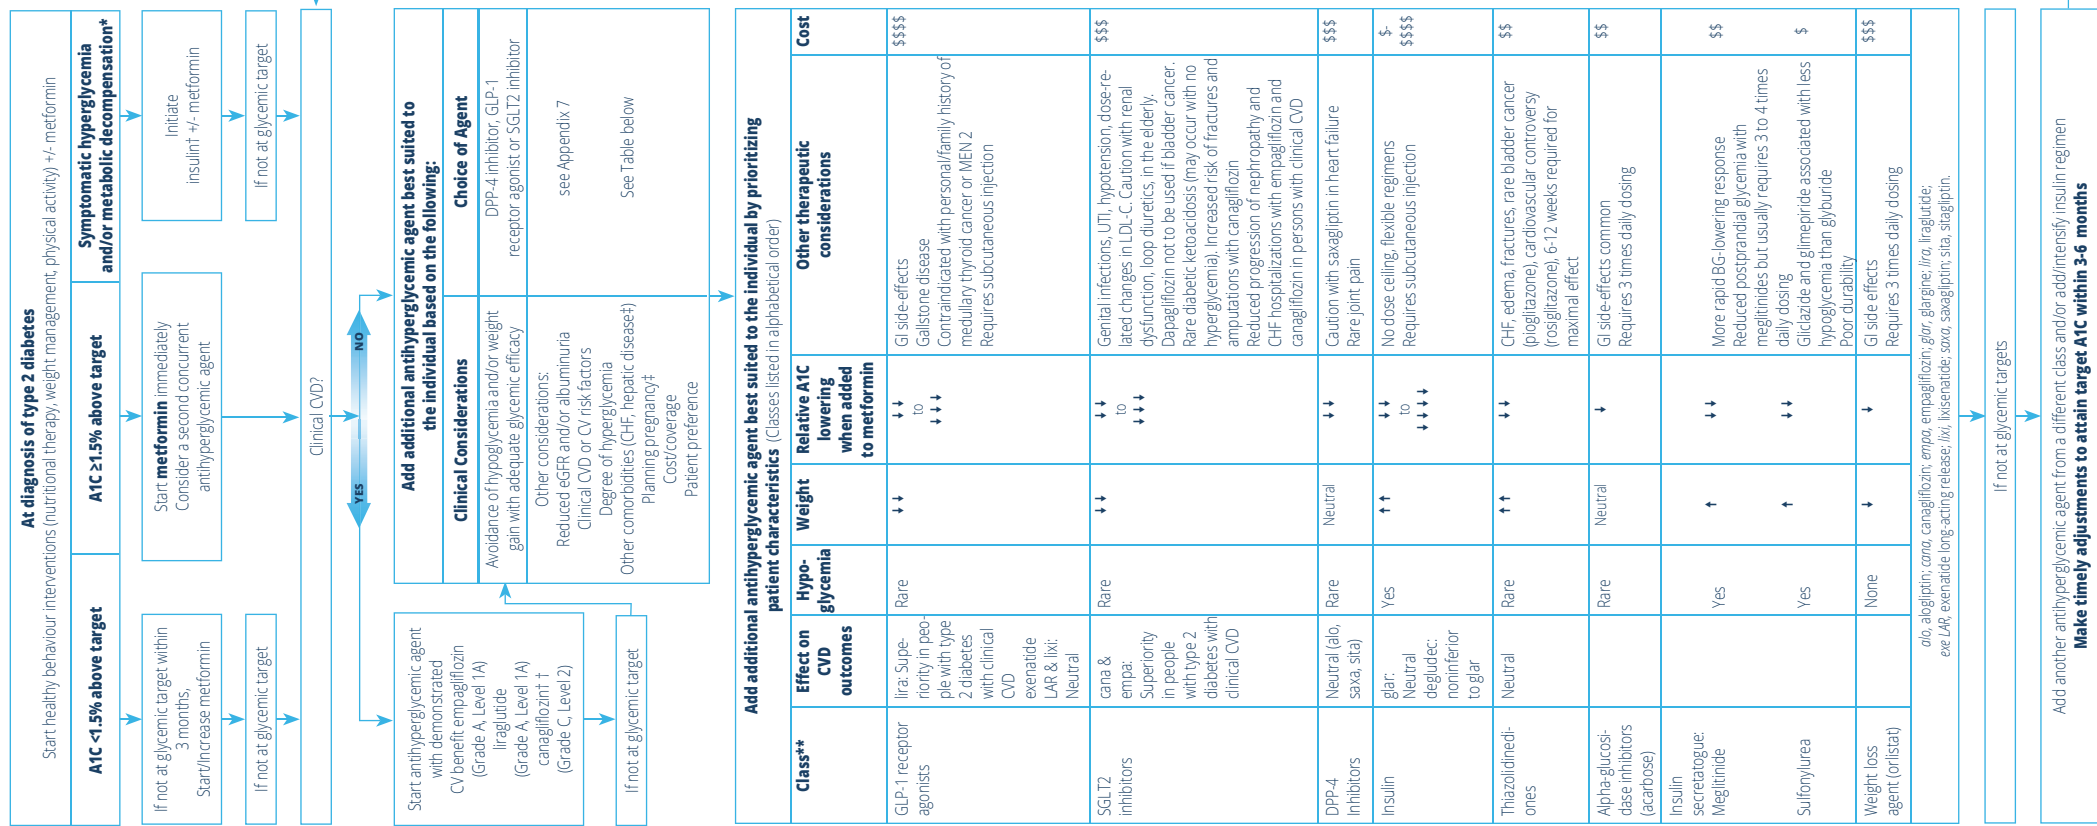 At diagnosis of type 2 diabetes
Start healthy behaviour interventions (nutritional therapy, weight management, physical activity) +/- metformin
A1C <1.5% above target
A1C ≥1.5% above target
Symptomatic hyperglycemia
and/or metabolic decompensation*
If not at glycemic target within
3 months,
Start/Increase metformin
Start metformin immediately
Consider a second concurrent
antihyperglycemic agent
Initiate
insulin† +/- metformin
If not at glycemic target
If not at glycemic target
Clinical CVD?
YES
NO
Start antihyperglycemic agent
with demonstrated
CV benefit empagliflozin
(Grade A, Level 1A)
liraglutide
(Grade A, Level 1A)
canagliflozin† †
(Grade C, Level 2)
If not at glycemic target
Add additional antihyperglycemic agent best suited to
the individual based on the following:
Clinical Considerations
Choice of Agent
Avoidance of hypoglycemia and/or weight
gain with adequate glycemic efficacy
DPP-4 inhibitor, GLP-1
receptor agonist or SGLT2 inhibitor
Other considerations:
Reduced eGFR and/or albuminuria
see Appendix 7
Clinical CVD or CV risk factors
Degree of hyperglycemia
Other comorbidities (CHF, hepatic disease‡)
See Table below
Planning pregnancy‡
Cost/coverage
Patient preference
Add additional antihyperglycemic agent best suited to the individual by prioritizing
patient characteristics (Classes listed in alphabetical order)
Class**
Effect on
CVD
outcomes
Hypo-
glycemia
Weight
Relative A1C
lowering
when added
to metformin
Other therapeutic
considerations
Cost
GLP-1 receptor
agonists
lira: Supe-
riority in peo-
ple with type
2 diabetes
with clinical
CVD
exenatide
LAR & lixi:
Neutral
Rare
↓↓
↓↓
to
↓↓↓
GI side-effects
Gallstone disease
Contraindicated with personal/family history of
medullary thyroid cancer or MEN 2
Requires subcutaneous injection
$$$$
SGLT2
inhibitors
cana &
empa:
Superiority
in people
with type 2
diabetes with
clinical CVD
Rare
↓↓
↓↓
to
↓↓↓
Genital infections, UTI, hypotension, dose-re-
lated changes in LDL-C. Caution with renal
dysfunction, loop diuretics, in the elderly.
Dapagliflozin not to be used if bladder cancer.
Rare diabetic ketoacidosis (may occur with no
hyperglycemia). Increased risk of fractures and
amputations with canagliflozin
Reduced progression of nephropathy and
CHF hospitalizations with empagliflozin and
canagliflozin in persons with clinical CVD
$$$
DPP-4
Inhibitors
Neutral (alo,
saxa, sita)
Rare
Neutral
↓↓
Caution with saxagliptin in heart failure
Rare joint pain
$$$
Insulin
glar:
Neutral
degludec:
noninferior
to glar
Yes
↑↑
↓↓
to
↓↓↓↓
No dose ceiling, flexible regimens
Requires subcutaneous injection
$-
$$$$
Thiazolidinedi-
ones
Neutral
Rare
↑↑
↓↓
CHF, edema, fractures, rare bladder cancer
(pioglitazone), cardiovascular controversy
(rosiglitazone), 6-12 weeks required for
maximal effect
$$
Alpha-glucosi-
dase inhibitors
(acarbose)
Rare
Neutral
↓
GI side-effects common
Requires 3 times daily dosing
$$
Insulin
secretatogue:
Meglitinide
Yes
↑
↓↓
More rapid BG-lowering response
Reduced postprandial glycemia with
meglitinides but usually requires 3 to 4 times
daily dosing
$$
Sulfonylurea
Yes
↑
↓↓
Gliclazide and glimepiride associated with less
hypoglycemia than glyburide
Poor durability
$
Weight loss
agent (orlistat)
None
↓
↓
GI side effects
Requires 3 times daily dosing
$$$
alo, alogliptin; cana, canagliflozin; empa, empagliflozin; glar, glargine; lira, liraglutide;
exe LAR, exenatide long-acting release; lixi, lixisenatide; saxa, saxagliptin; sita, sitagliptin.
If not at glycemic targets
Add another antihyperglycemic agent from a different class and/or add/intensify insulin regimen
Make timely adjustments to attain target A1C within 3-6 months